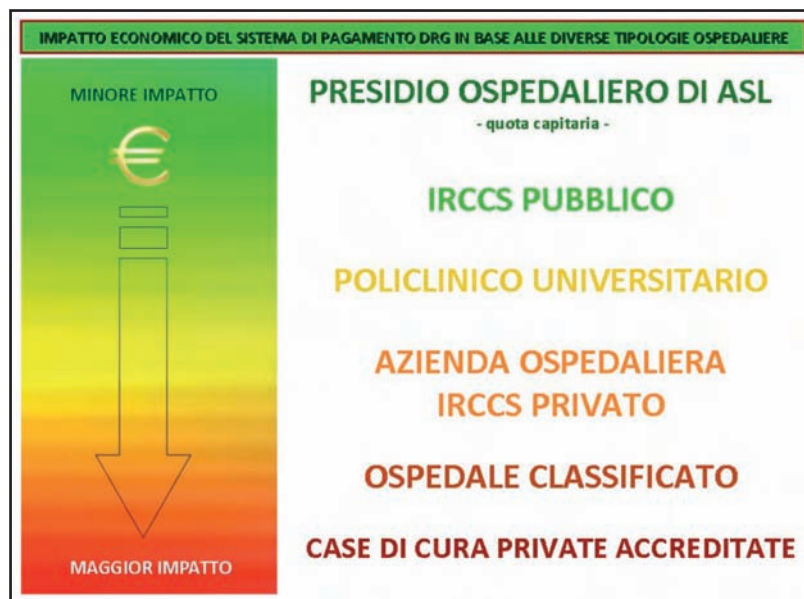 IMPATTO ECONOMICO DEL SISTEMA DI PAGAMENTO DRG IN BASE ALLE DIVERSE TIPOLOGIE OSPEDALIERE
MINORE IMPATTO
€
PRESIDIO OSPEDALIERO DI ASL
- quota capitaria -
IRCCS PUBBLICO
POLICLINICO UNIVERSITARIO
AZIENDA OSPEDALIERA
IRCCS PRIVATO
OSPEDALE CLASSIFICATO
CASE DI CURA PRIVATE ACCREDITATE
MAGGIOR IMPATTO